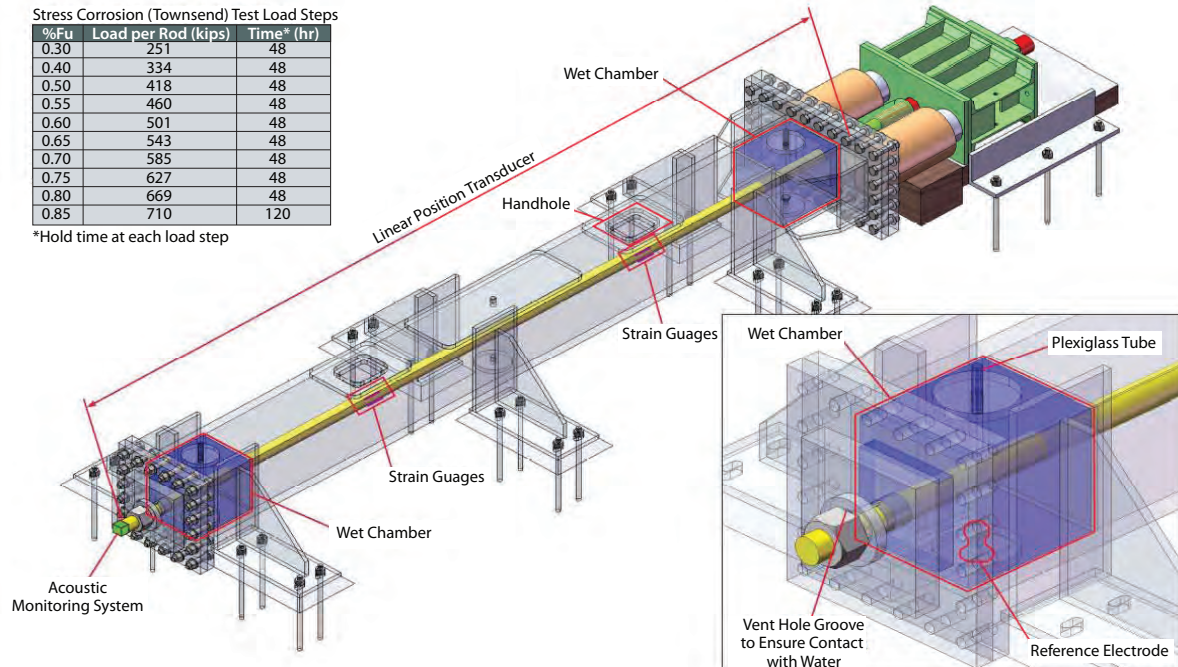 Stress Corrosion (Townsend) Test Load Steps
%Fu Load per Rod (kips) Time* (hr)
0.30 251 48
0.40 334 48
0.50 418 48
0.55 460 48
0.60 501 48
0.65 543 48
0.70 585 48
0.75 627 48
0.80 669 48
0.85 710 120
*Hold time at each load step
Wet Chamber
Linear Position Transducer
Handhole
Strain Guages
Strain Guages
Wet Chamber
Acoustic
Monitoring System
Wet Chamber
Plexiglass Tube
Vent Hole Groove
to Ensure Contact
with Water
Reference Electrode